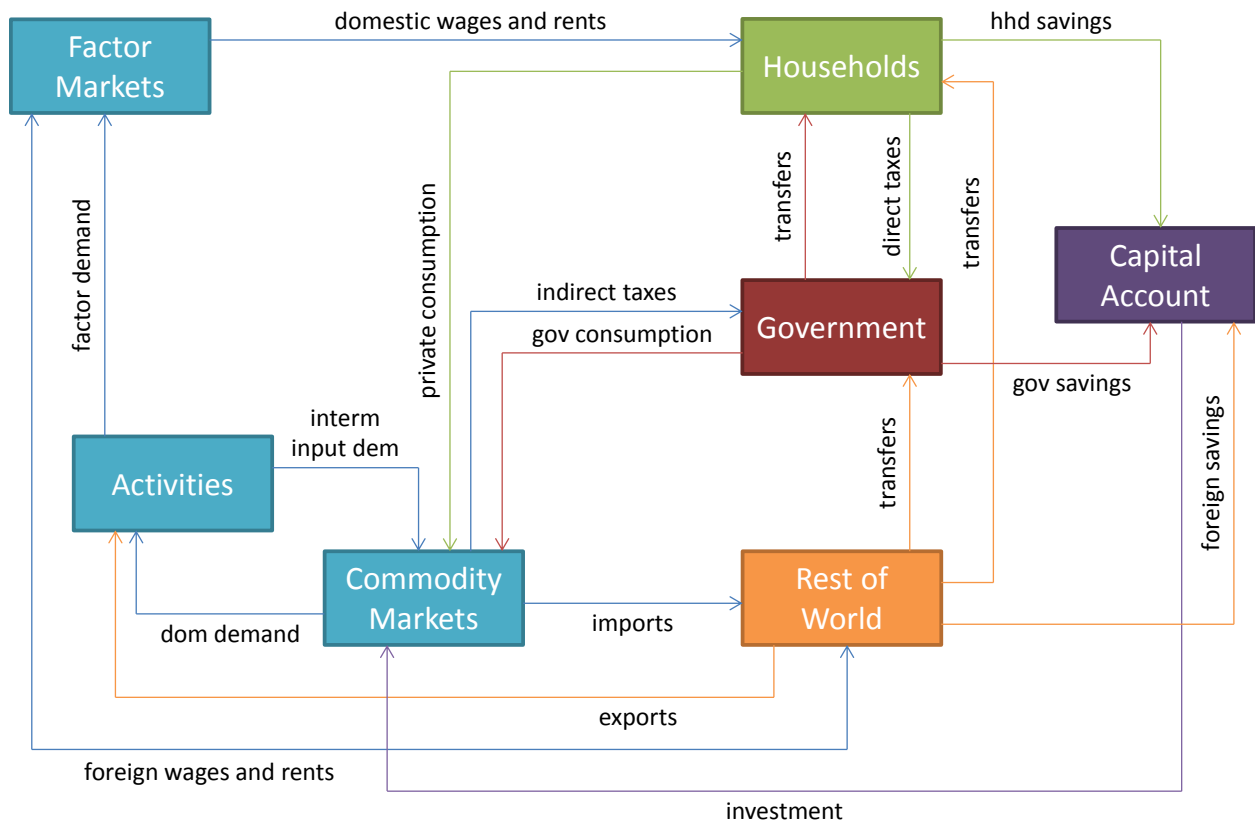 domestic wages and rents
hhd savings
Factor
Markets
Households
factor demand
private consumption
transfers
direct taxes
transfers
Capital
Account
indirect taxes
gov consumption
Government
gov savings
interm
input dem
Activities
transfers
foreign savings
Commodity
Markets
Rest of
World
dom demand
imports
exports
foreign wages and rents
investment